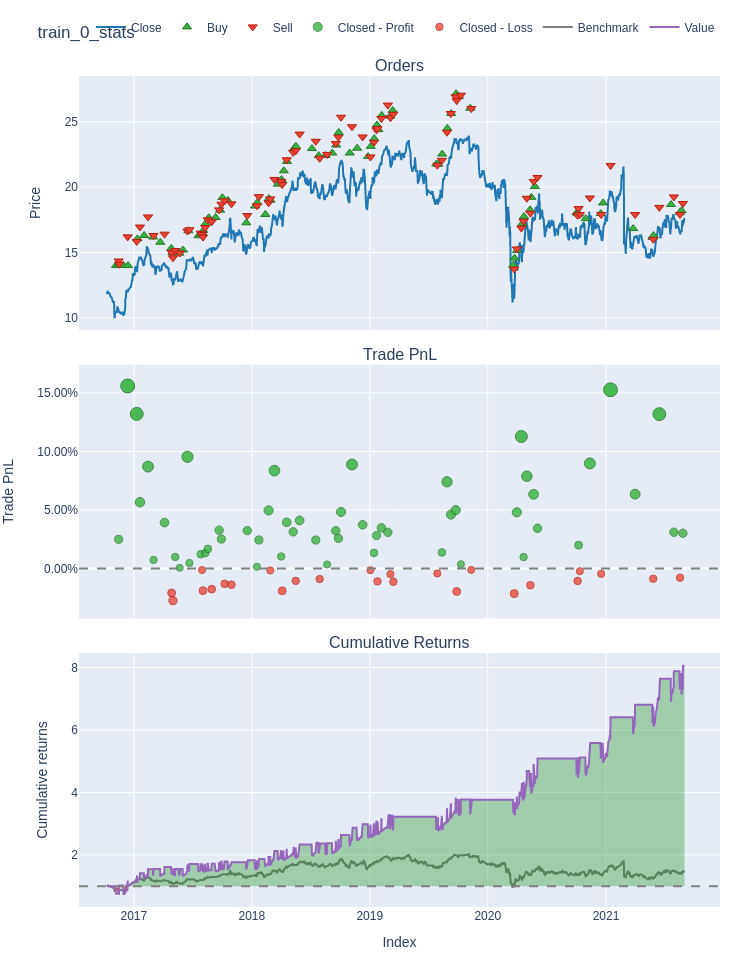 train_0_stats
Close
Buy
Sell
Closed - Profit
Closed - Loss
Benchmark
Value
Orders
25
20
15
10
Price
Trade PnL
15.00%
10.00%
5.00%
0.00%
Trade PnL
Cumulative Returns
8
6
4
2
Cumulative returns
2017
2018
2019
2020
2021
Index